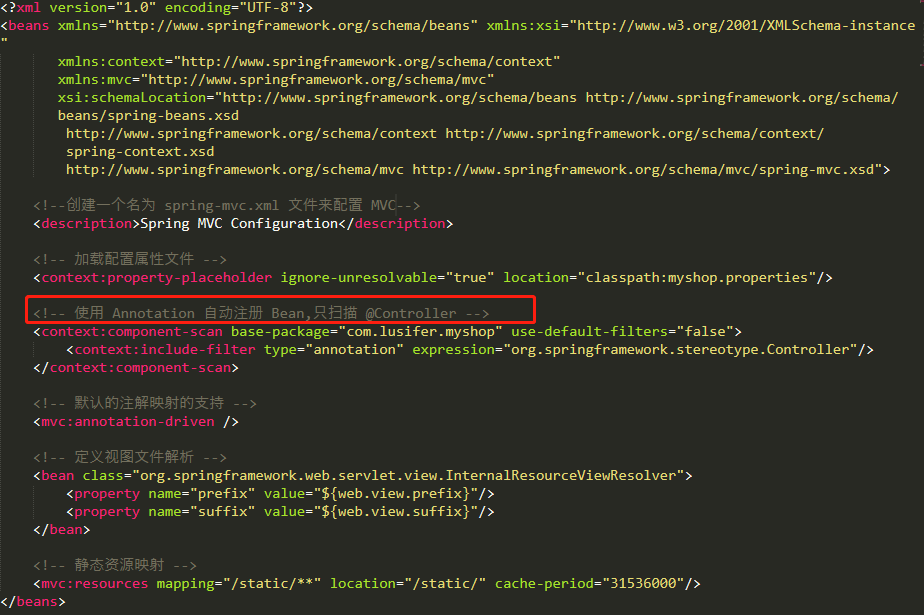 <?xml version="1.0" encoding="UTF-8"?>
<beans xmlns="http://www.springframework.org/schema/beans" xmlns:xsi="http://www.w3.org/2001/XMLSchema-instance
"
xmlns:context="http://www.springframework.org/schema/context"
xmlns:mvc="http://www.springframework.org/schema/mvc"
xsi:schemaLocation="http://www.springframework.org/schema/beans http://www.springframework.org/schema/
beans/spring-beans.xsd
http://www.springframework.org/schema/context http://www.springframework.org/schema/context/
spring-context.xsd
http://www.springframework.org/schema/mvc http://www.springframework.org/schema/mvc/spring-mvc.xsd">
<!--创建一个名为 spring-mvc.xml 文件来配置 MVC-->
<description>Spring MVC Configuration</description>
<!-- 加载配置属性文件 -->
<context:property-placeholder ignore-unresolvable="true" location="classpath:myshop.properties"/>
<!-- 使用 Annotation 自动注册 Bean,只扫描 @Controller -->
<context:component-scan base-package="com.lusifer.myshop" use-default-filters="false">
<context:include-filter type="annotation" expression="org.springframework.stereotype.Controller"/>
</context:component-scan>
<!-- 默认的注解映射的支持 -->
<mvc:annotation-driven />
<!-- 定义视图文件解析 -->
<bean class="org.springframework.web.servlet.view.InternalResourceViewResolver">
<property name="prefix" value="${web.view.prefix}"/>
<property name="suffix" value="${web.view.suffix}"/>
</bean>
<!-- 静态资源映射 -->
<mvc:resources mapping="/static/**" location="/static/" cache-period="31536000"/>
</beans>